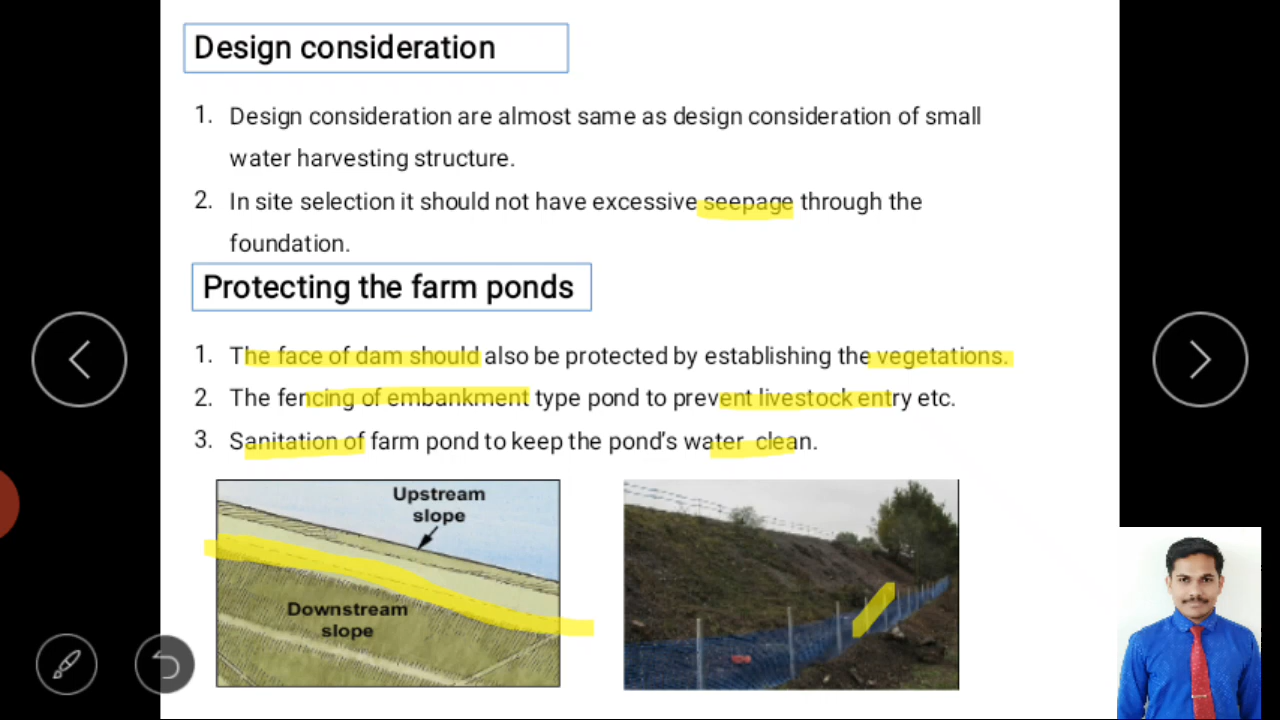 Design consideration
1. Design consideration are almost same as design consideration of small
water harvesting structure.
2. In site selection it should not have excessive seepage through the
foundation.
Protecting the farm ponds
1. The face of dam should also be protected by establishing the vegetations.
2. The fencing of embankment type pond to prevent livestock entry etc.
3. Sanitation of farm pond to keep the pond's water clean.
Upstream
slope
Downstream
slope